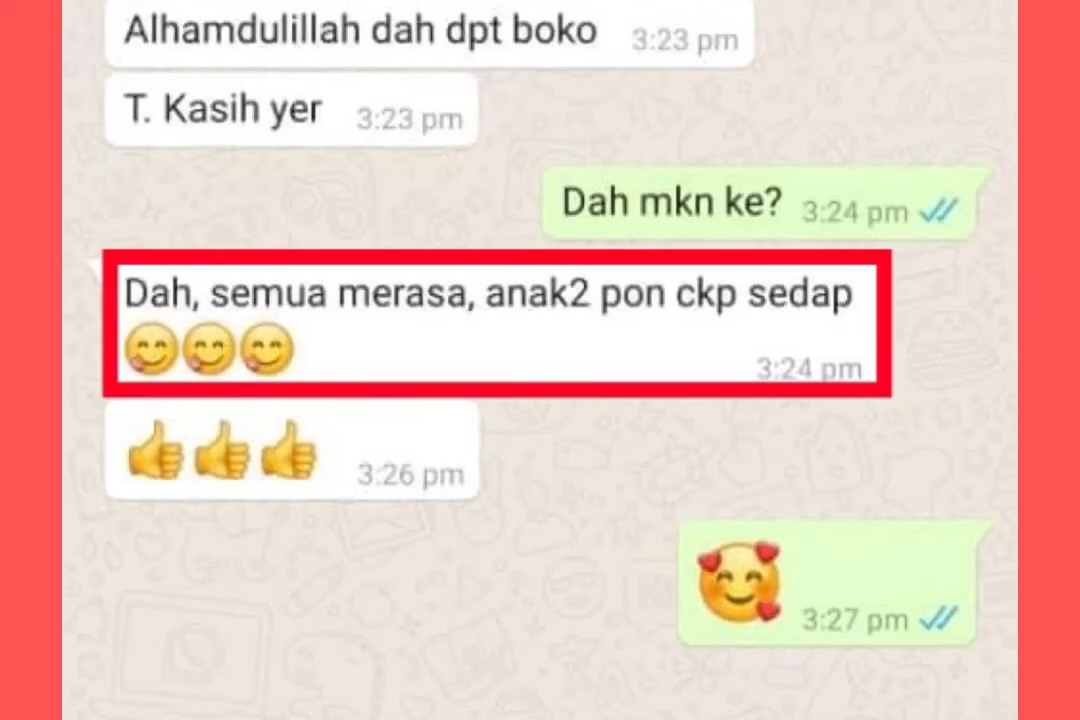 Alhamdulillah dah dpt boko 3:23 pm
T. Kasih yer 3:23 pm
Dah mkn ke? 3:24 pm
Dah, semua merasa, anak2 pon ckp sedap
😋😋😋 3:24 pm
👍👍👍 3:26 pm
🥰 3:27 pm